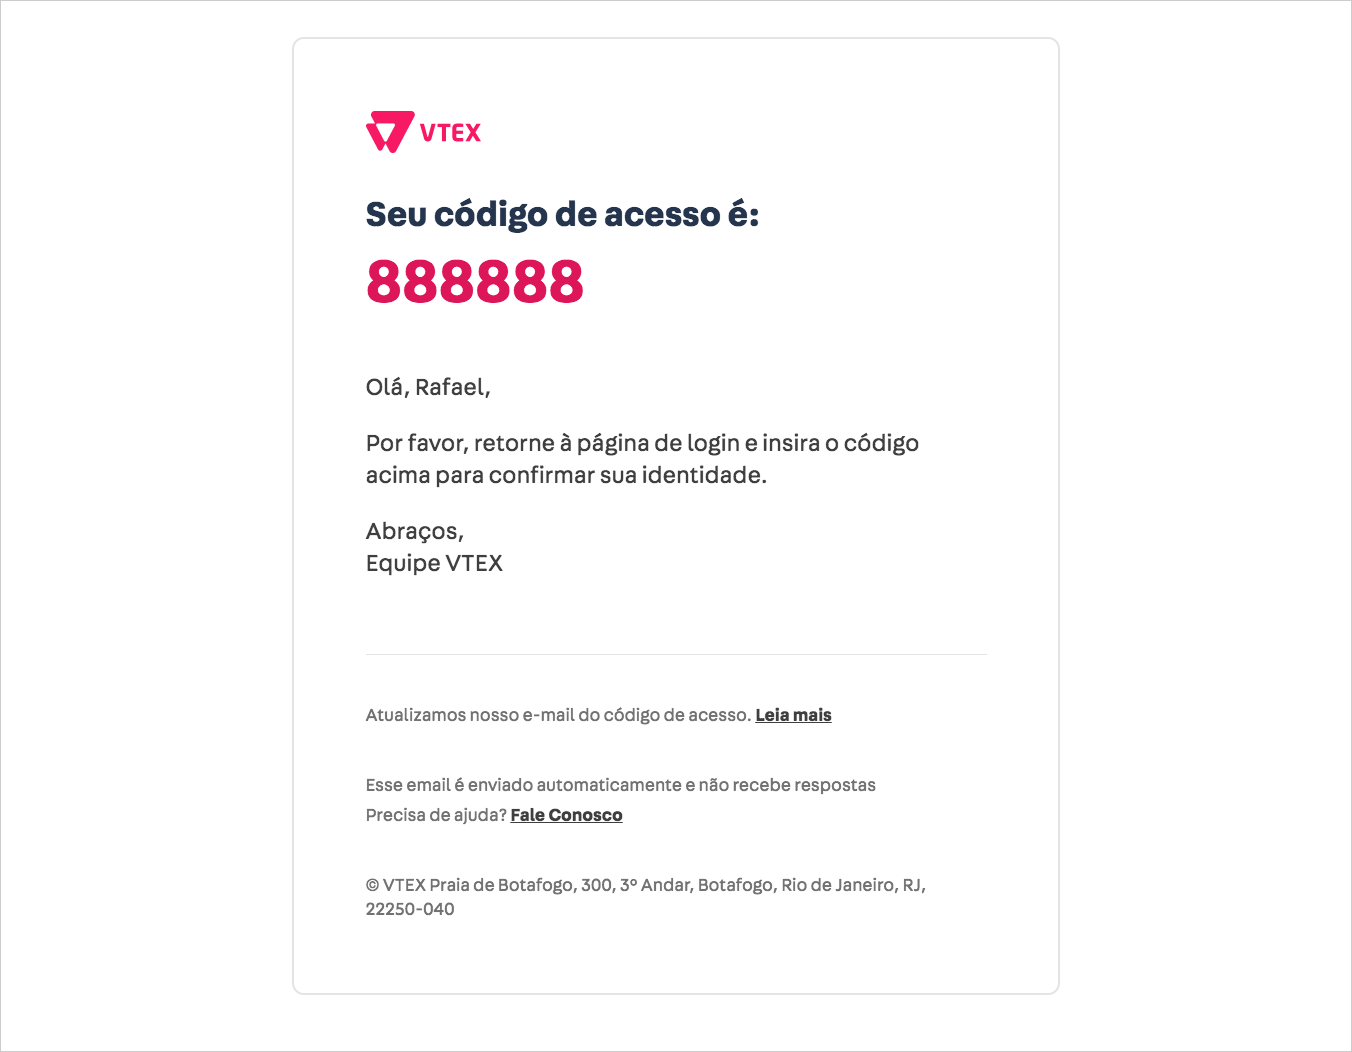 VTEX
Seu código de acesso é:
888888
Olá, Rafael,
Por favor, retorne à página de login e insira o código
acima para confirmar sua identidade.
Abraços,
Equipe VTEX
Atualizamos nosso e-mail do código de acesso. Leia mais
Esse email é enviado automaticamente e não recebe respostas
Precisa de ajuda? Fale Conosco
© VTEX Praia de Botafogo, 300, 3º Andar, Botafogo, Rio de Janeiro, RJ,
22250-040